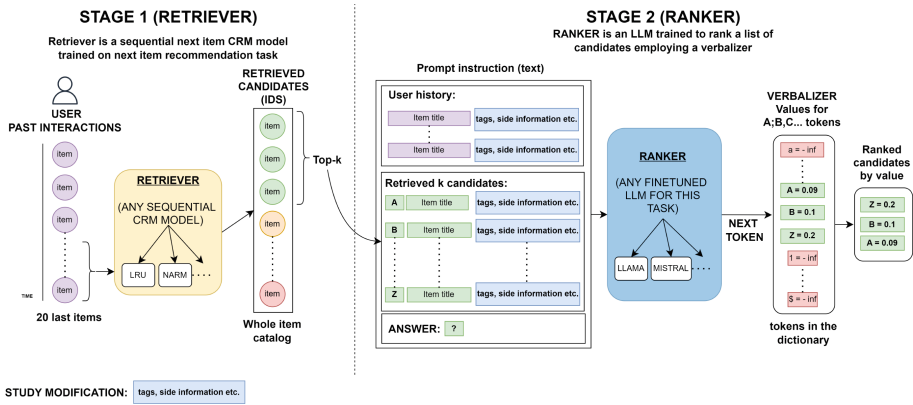 STAGE 1 (RETRIEVER)
Retriever is a sequential next item CRM model
trained on next item recommendation task
USER
PAST INTERACTIONS
item
item
item
item
item
TIME
20 last items
RETRIEVER
(ANY SEQUENTIAL
CRM MODEL)
LRU
NARM
RETRIEVED
CANDIDATES
(IDS)
item
item
item
item
item
Top-k
Whole item
catalog
STUDY MODIFICATION:
tags, side information etc.
STAGE 2 (RANKER)
RANKER is an LLM trained to rank a list of
candidates employing a verbalizer
Prompt instruction (text)
User history:
Item title tags, side information etc.
Item title tags, side information etc.
Retrieved k candidates:
A Item title tags, side information etc.
B Item title tags, side information etc.
Z Item title tags, side information etc.
ANSWER: ?
RANKER
(ANY FINETUNED
LLM FOR THIS
TASK)
LLAMA
MISTRAL
NEXT
TOKEN
VERBALIZER
Values for
A;B,C... tokens
a = - inf
A = 0.09
B = 0.1
Z = 0.2
1 = - inf
$ = - inf
tokens in the
dictionary
Ranked
candidates
by value
Z = 0.2
B = 0.1
A = 0.09